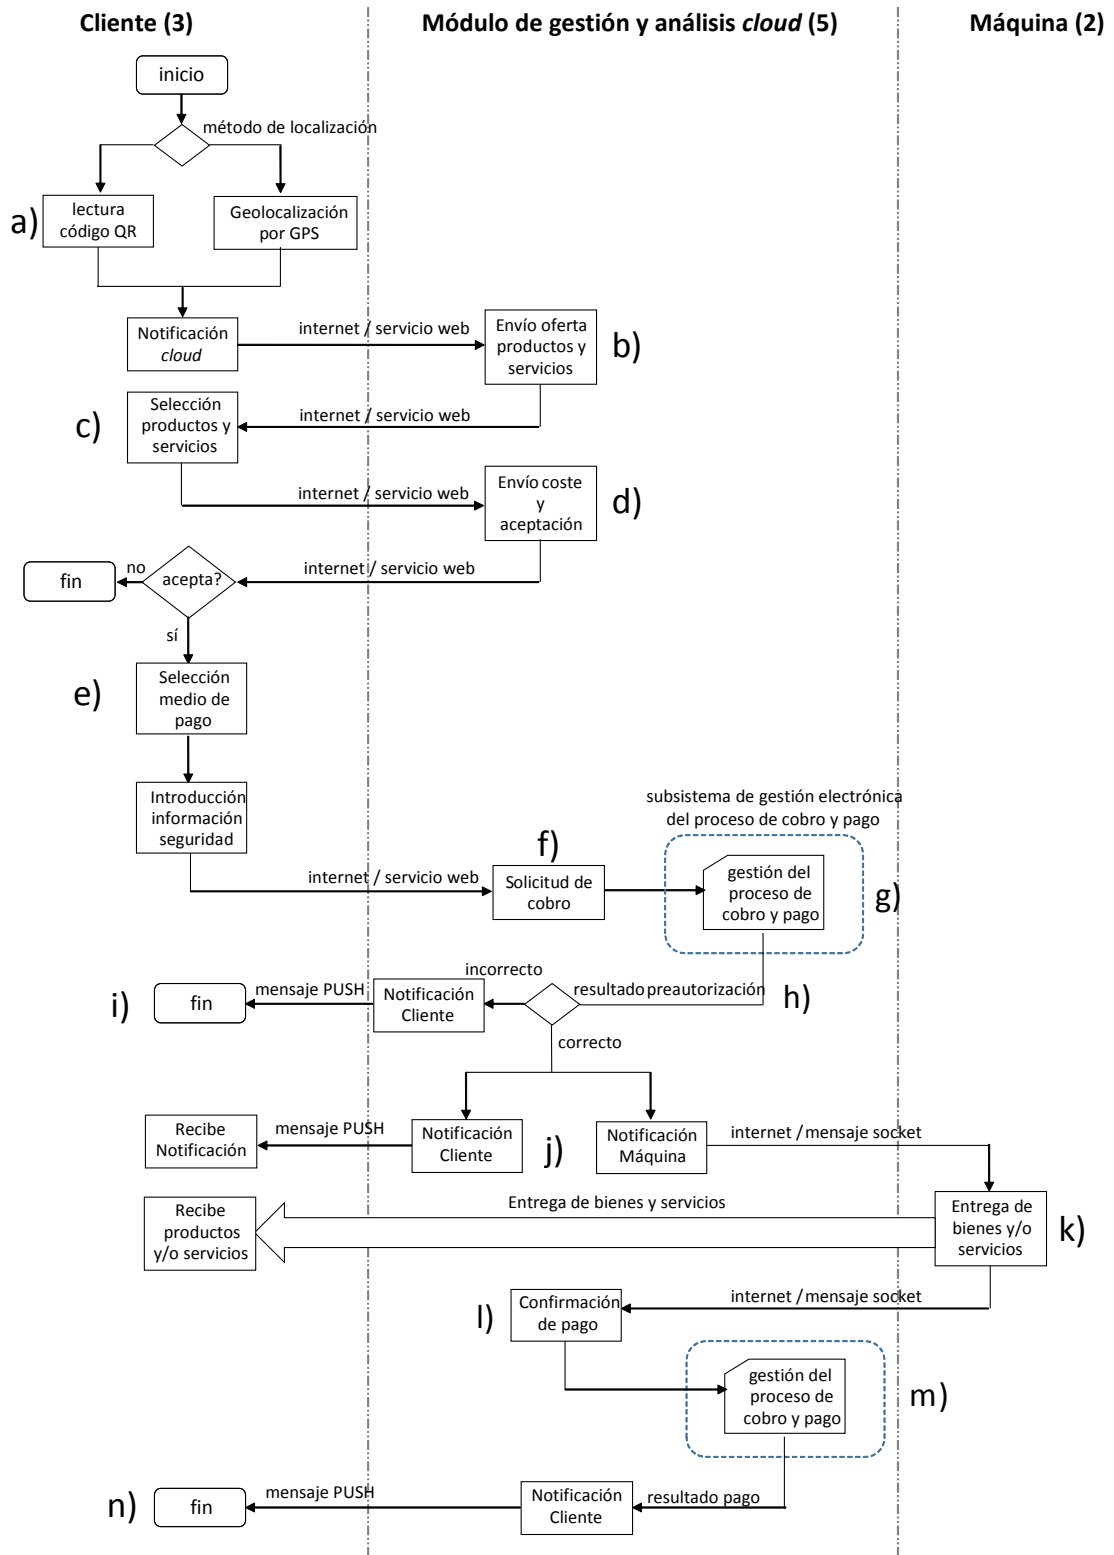 Cliente (3)
Módulo de gestión y análisis cloud (5)
Máquina (2)
inicio
método de localización
a)
lectura
código QR
Geolocalización
por GPS
Notificación
cloud
internet / servicio web
Envío oferta
productos y
servicios
b)
c)
Selección
productos y
servicios
internet / servicio web
internet / servicio web
Envío coste
y
aceptación
d)
fin
no
acepta?
internet / servicio web
sí
e)
Selección
medio de
pago
Introducción
información
seguridad
subsistema de gestión electrónica
del proceso de cobro y pago
internet / servicio web
f)
Solicitud de
cobro
gestión del
proceso de
cobro y pago
g)
i)
fin
mensaje PUSH
Notificación
Cliente
incorrecto
resultado preautorización
h)
correcto
Recibe
Notificación
mensaje PUSH
Notificación
Cliente
j)
Notificación
Máquina
internet / mensaje socket
Recibe
productos
y/o servicios
Entrega de bienes y servicios
Entrega de
bienes y/o
servicios
k)
internet / mensaje socket
l)
Confirmación
de pago
gestión del
proceso de
cobro y pago
m)
n)
fin
mensaje PUSH
Notificación
Cliente
resultado pago